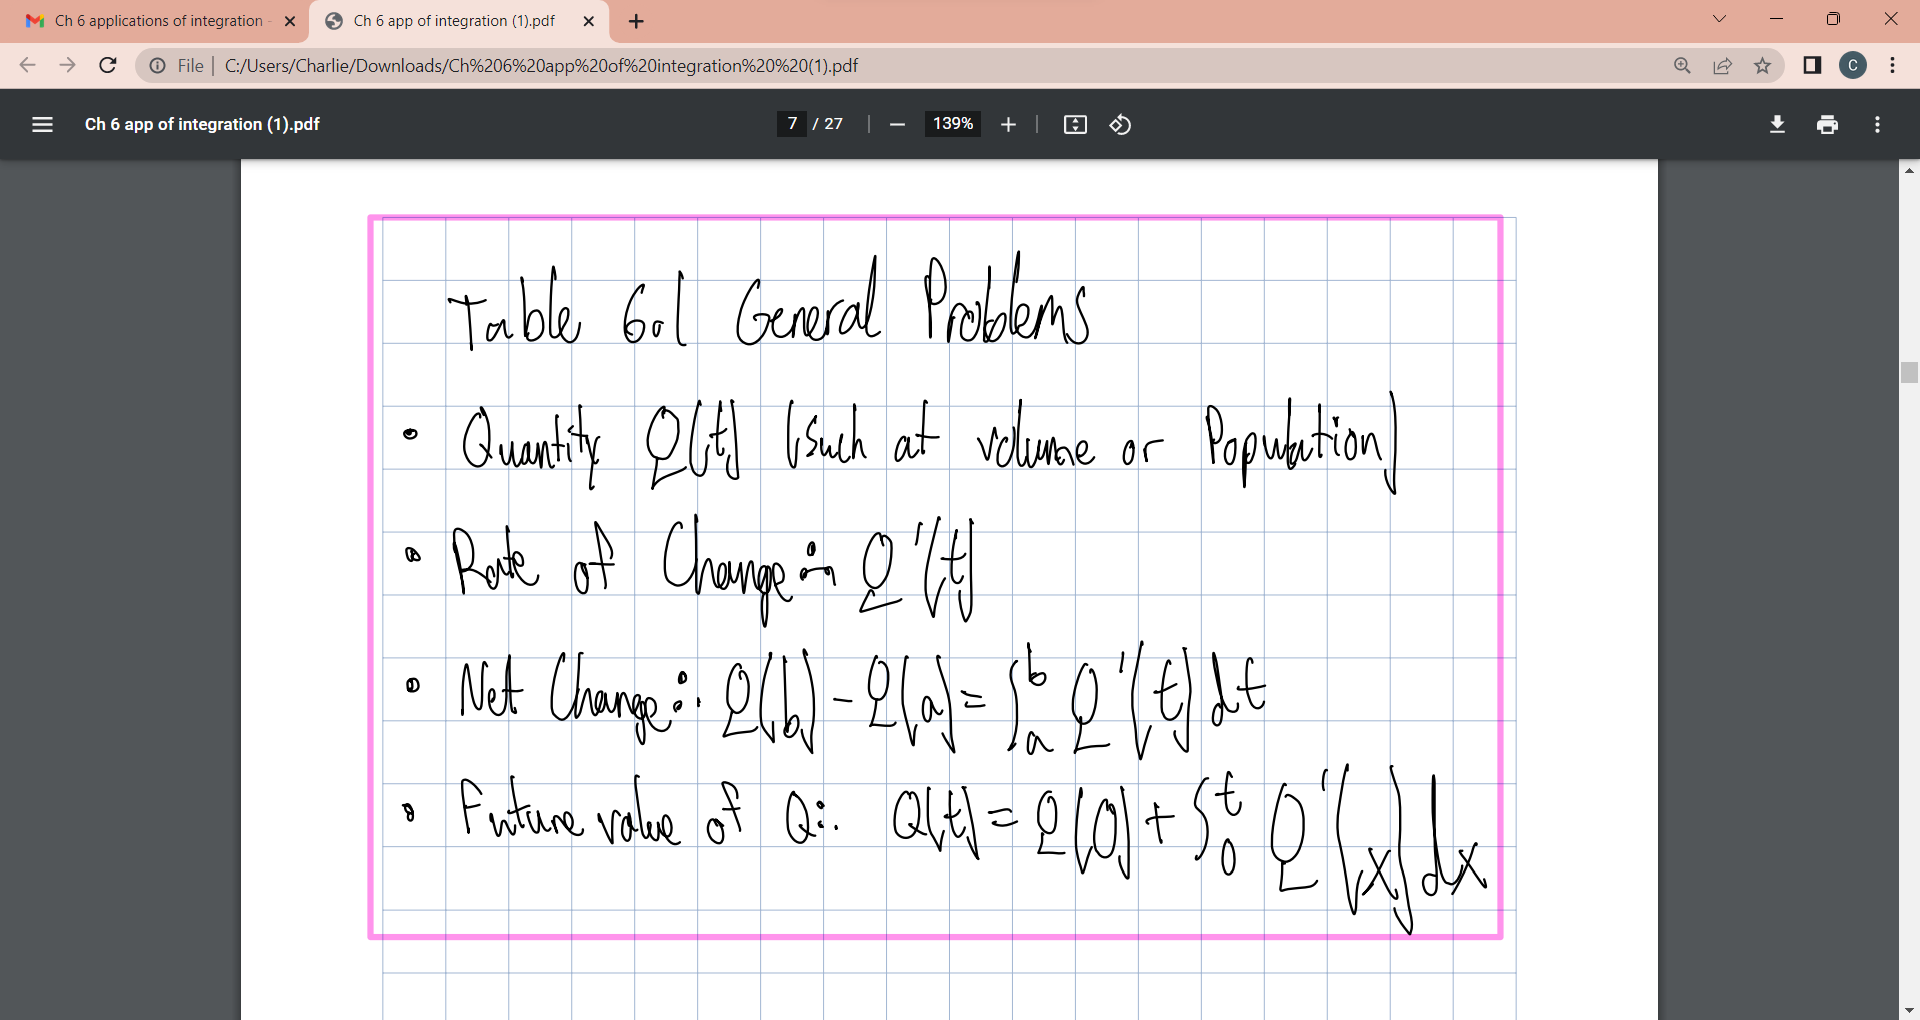 Ch 6 applications of integration -
Ch 6 app of integration (1).pdf
File | C:/Users/Charlie/Downloads/Ch%206%20app%20of%20integration%20%20(1).pdf
C
Ch 6 app of integration (1).pdf
7 / 27
139%
Table 6.1 General Problems
• Quantity Q(t) (such at volume or Population)
• Rate of Change: Q'(t)
• Net Change: Q(b) - Q(a) = ∫_a^b Q'(t) dt
• Future value of Q: Q(t) = Q(0) + ∫_0^t Q'(x) dx